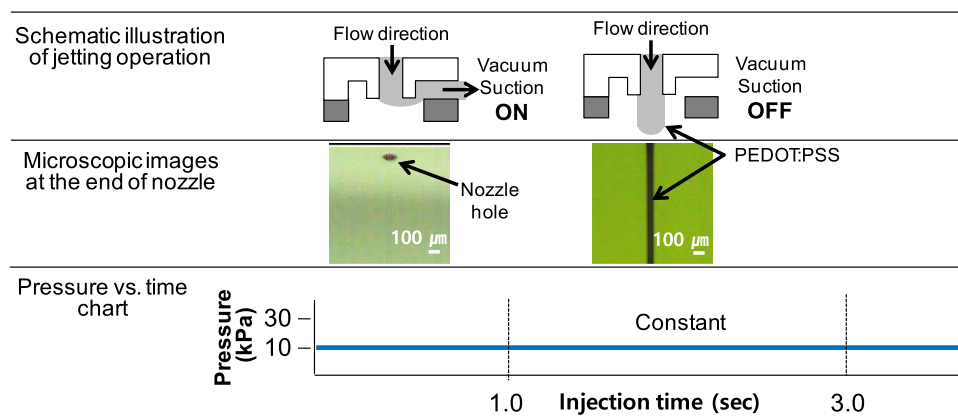 Schematic illustration
of jetting operation
Flow direction
Vacuum
Suction
ON
Flow direction
Vacuum
Suction
OFF
Microscopic images
at the end of nozzle
Nozzle
hole
100 ㎛
PEDOT:PSS
100 ㎛
Pressure vs. time
chart
Pressure
(kPa)
30
10
Constant
1.0
Injection time (sec)
3.0